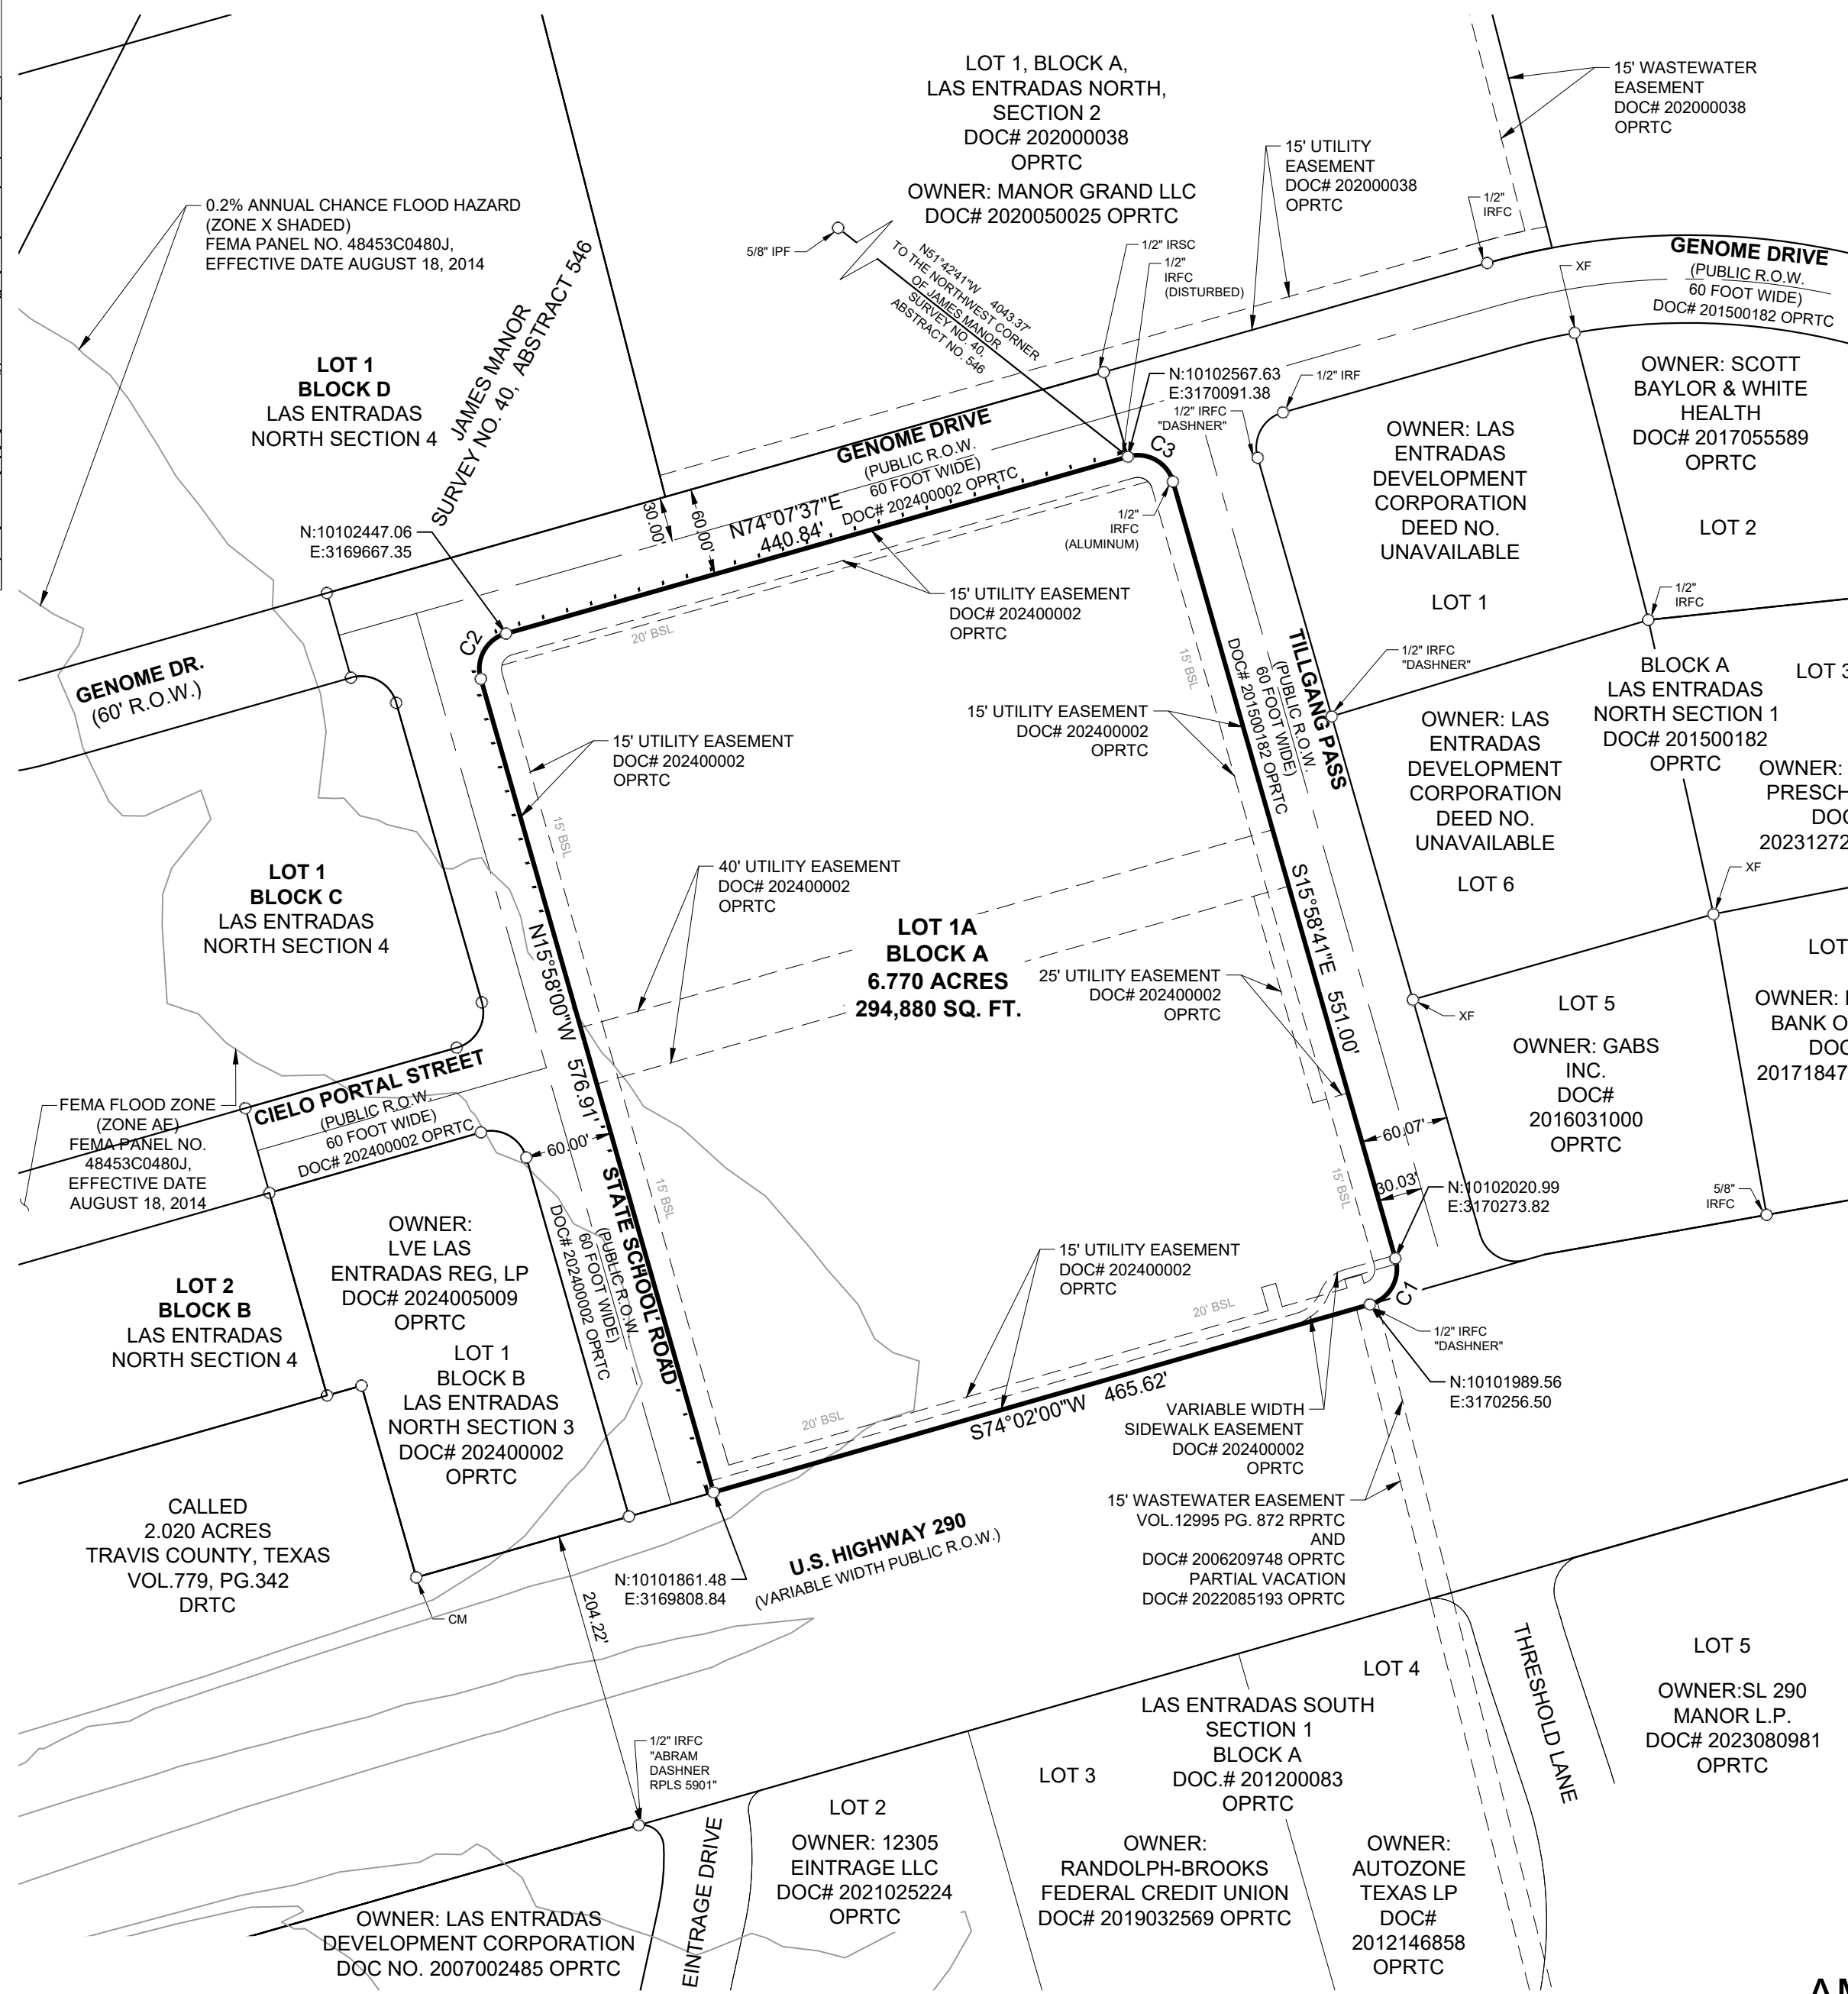 LOT 1, BLOCK A,
LAS ENTRADAS NORTH,
SECTION 2
DOC# 202000038
OPRTC
OWNER: MANOR GRAND LLC
DOC# 2020050025 OPRTC
15' WASTEWATER
EASEMENT
DOC# 202000038
OPRTC
15' UTILITY
EASEMENT
DOC# 202000038
OPRTC
1/2"
IRFC
0.2% ANNUAL CHANCE FLOOD HAZARD
(ZONE X SHADED)
FEMA PANEL NO. 48453C0480J,
EFFECTIVE DATE AUGUST 18, 2014
5/8" IPF
N51°42'41"W 4043.37'
TO THE NORTHWEST CORNER
OF JAMES MANOR
SURVEY NO. 40,
ABSTRACT NO. 546
1/2" IRSC
1/2"
IRFC
(DISTURBED)
XF
GENOME DRIVE
(PUBLIC R.O.W.
60 FOOT WIDE)
DOC# 201500182 OPRTC
LOT 1
BLOCK D
LAS ENTRADAS
NORTH SECTION 4
JAMES MANOR
SURVEY NO. 40, ABSTRACT 546
N:10102567.63
E:3170091.38
1/2" IRFC
"DASHNER"
1/2" IRF
OWNER: SCOTT
BAYLOR & WHITE
HEALTH
DOC# 2017055589
OPRTC
LOT 2
OWNER: LAS
ENTRADAS
DEVELOPMENT
CORPORATION
DEED NO.
UNAVAILABLE
LOT 1
GENOME DRIVE
(PUBLIC R.O.W.
60 FOOT WIDE)
DOC# 202400002 OPRTC
N74°07'37"E
440.84'
30.00'
60.00'
C3
1/2"
IRFC
(ALUMINUM)
N:10102447.06
E:3169667.35
C2
15' UTILITY EASEMENT
DOC# 202400002
OPRTC
20' BSL
15' BSL
1/2"
IRFC
GENOME DR.
(60' R.O.W.)
TILLGANG PASS
(PUBLIC R.O.W.
60 FOOT WIDE)
DOC# 201500182 OPRTC
1/2" IRFC
"DASHNER"
BLOCK A
LAS ENTRADAS
NORTH SECTION 1
DOC# 201500182
OPRTC
LOT 3
OWNER:
PRESCH
DOC
20231272
15' UTILITY EASEMENT
DOC# 202400002
OPRTC
15' UTILITY EASEMENT
DOC# 202400002
OPRTC
OWNER: LAS
ENTRADAS
DEVELOPMENT
CORPORATION
DEED NO.
UNAVAILABLE
LOT 6
15' BSL
40' UTILITY EASEMENT
DOC# 202400002
OPRTC
XF
LOT 1
BLOCK C
LAS ENTRADAS
NORTH SECTION 4
LOT 1A
BLOCK A
6.770 ACRES
294,880 SQ. FT.
N15°58'00"W 576.91'
S15°58'41"E 551.00'
25' UTILITY EASEMENT
DOC# 202400002
OPRTC
XF
LOT 5
OWNER: GABS
INC.
DOC#
2016031000
OPRTC
LOT
BANK O
DOC
20171847
CIELO PORTAL STREET
(PUBLIC R.O.W.
60 FOOT WIDE)
DOC# 202400002 OPRTC
FEMA FLOOD ZONE
(ZONE AE)
FEMA PANEL NO.
48453C0480J,
EFFECTIVE DATE
AUGUST 18, 2014
60.00'
60.07'
30.03'
15' BSL
15' BSL
N:10102020.99
E:3170273.82
5/8"
IRFC
STATE SCHOOL ROAD
(PUBLIC R.O.W.
60 FOOT WIDE)
DOC# 202400002 OPRTC
OWNER:
LVE LAS
ENTRADAS REG, LP
DOC# 2024005009
OPRTC
LOT 1
BLOCK B
LAS ENTRADAS
NORTH SECTION 3
DOC# 202400002
OPRTC
LOT 2
BLOCK B
LAS ENTRADAS
NORTH SECTION 4
15' UTILITY EASEMENT
DOC# 202400002
OPRTC
20' BSL
C1
1/2" IRFC
"DASHNER"
N:10101989.56
E:3170256.50
20' BSL
S74°02'00"W 465.62'
VARIABLE WIDTH
SIDEWALK EASEMENT
DOC# 202400002
OPRTC
CALLED
2.020 ACRES
TRAVIS COUNTY, TEXAS
VOL.779, PG.342
DRTC
15' WASTEWATER EASEMENT
VOL.12995 PG. 872 RPRTC
AND
DOC# 2006209748 OPRTC
PARTIAL VACATION
DOC# 2022085193 OPRTC
U.S. HIGHWAY 290
(VARIABLE WIDTH PUBLIC R.O.W.)
N:10101861.48
E:3169808.84
CM
204.22'
THRESHOLD LANE
LOT 5
OWNER:SL 290
MANOR L.P.
DOC# 2023080981
OPRTC
LOT 4
LAS ENTRADAS SOUTH
SECTION 1
BLOCK A
DOC.# 201200083
OPRTC
1/2" IRFC
"ABRAM
DASHNER
RPLS 5901"
LOT 3
LOT 2
OWNER: 12305
EINTRAGE LLC
DOC# 2021025224
OPRTC
OWNER:
RANDOLPH-BROOKS
FEDERAL CREDIT UNION
DOC# 2019032569 OPRTC
OWNER:
AUTOZONE
TEXAS LP
DOC#
2012146858
OPRTC
EINTRAGE DRIVE
OWNER: LAS ENTRADAS
DEVELOPMENT CORPORATION
DOC NO. 2007002485 OPRTC